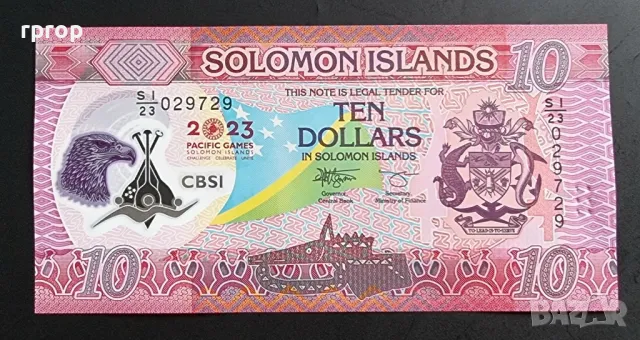 rprop
SOLOMON ISLANDS
10
THIS NOTE IS LEGAL TENDER FOR
S I/23 029729
TEN
DOLLARS
IN SOLOMON ISLANDS
2023
PACIFIC GAMES
SOLOMON ISLANDS
CHALLENGE CELEBRATE UNITE
CBSI
Governor
Central Bank
Secretary
Ministry of Finance
S I/23 029729
TO LEAD IS TO SERVE
10
10
BAZAR